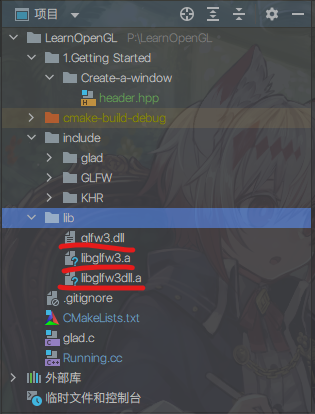 项目
LearnOpenGL P:\LearnOpenGL
1.Getting Started
Create-a-window
header.hpp
cmake-build-debug
include
glad
GLFW
KHR
lib
glfw3.dll
libglfw3.a
libglfw3dll.a
.gitignore
CMakeLists.txt
glad.c
Running.cc
外部库
临时文件和控制台